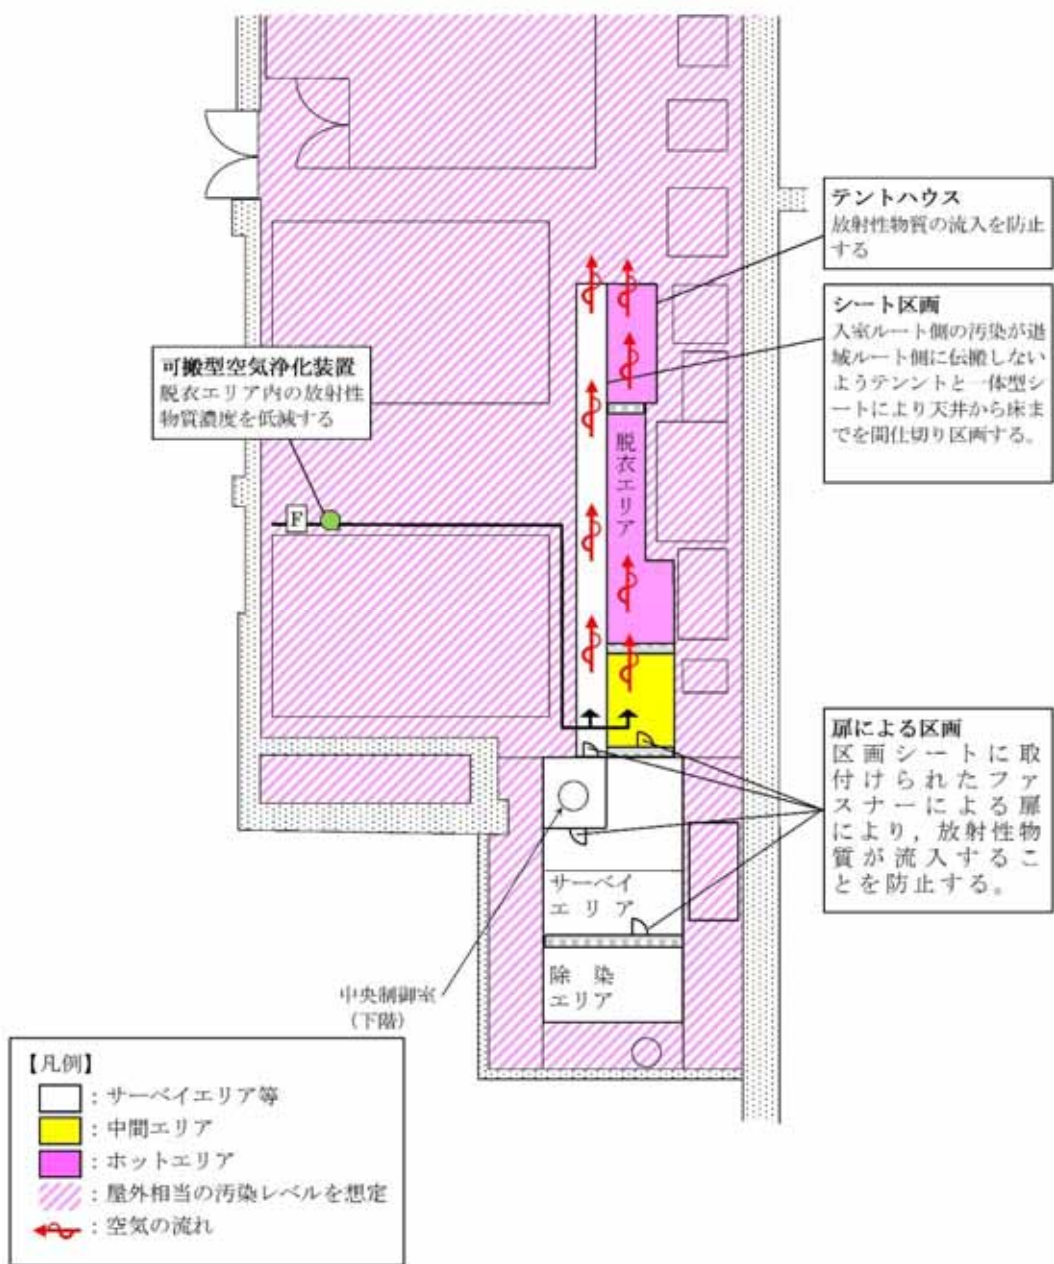 テントハウス
放射性物質の流入を防止
する
シート区画
入室ルート側の汚染が退
域ルート側に伝搬しない
ようテンントと一体型シ
ートにより天井から床ま
でを間仕切り区画する。
可搬型空気浄化装置
脱衣エリア内の放射性
物質濃度を低減する
脱衣エリア
F
扉による区画
区画シートに取
付けられたファ
スナーによる扉
により，放射性物
質が流入するこ
とを防止する。
サーベイ
エリア
除 染
エリア
中央制御室
（下階）
【凡例】
：サーベイエリア等
：中間エリア
：ホットエリア
：屋外相当の汚染レベルを想定
：空気の流れ